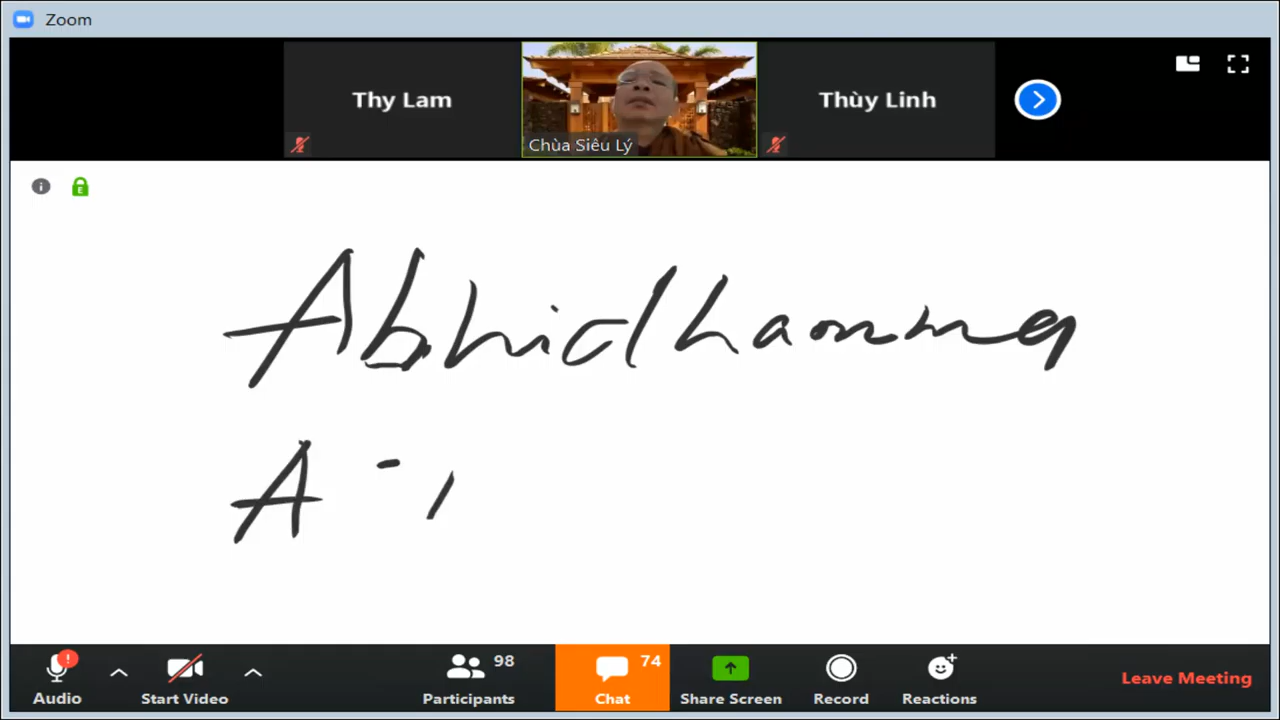 Zoom
Thy Lam
Chùa Siêu Lý
Thùy Linh
E
Abhidhamma
A -
98
74
Audio
Start Video
Participants
Chat
Share Screen
Record
Reactions
Leave Meeting